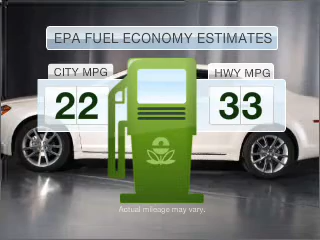 EPA FUEL ECONOMY ESTIMATES
CITY MPG
HWY MPG
22
33
Actual mileage may vary.